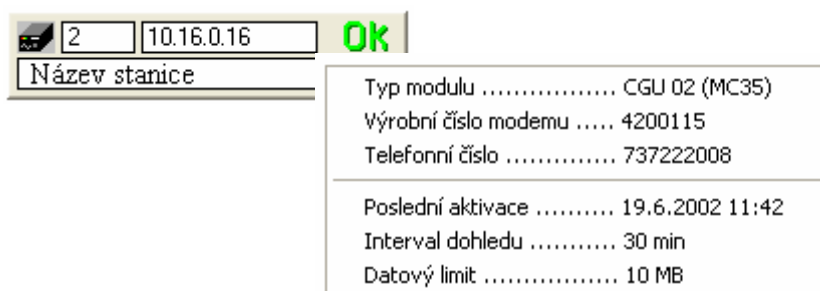 2 10.16.0.16 OK
Název stanice
Typ modulu ................. CGU 02 (MC35)
Výrobní číslo modemu ..... 4200115
Telefonní číslo .............. 737222008
Poslední aktivace .......... 19.6.2002 11:42
Interval dohledu ........... 30 min
Datový limit ................. 10 MB